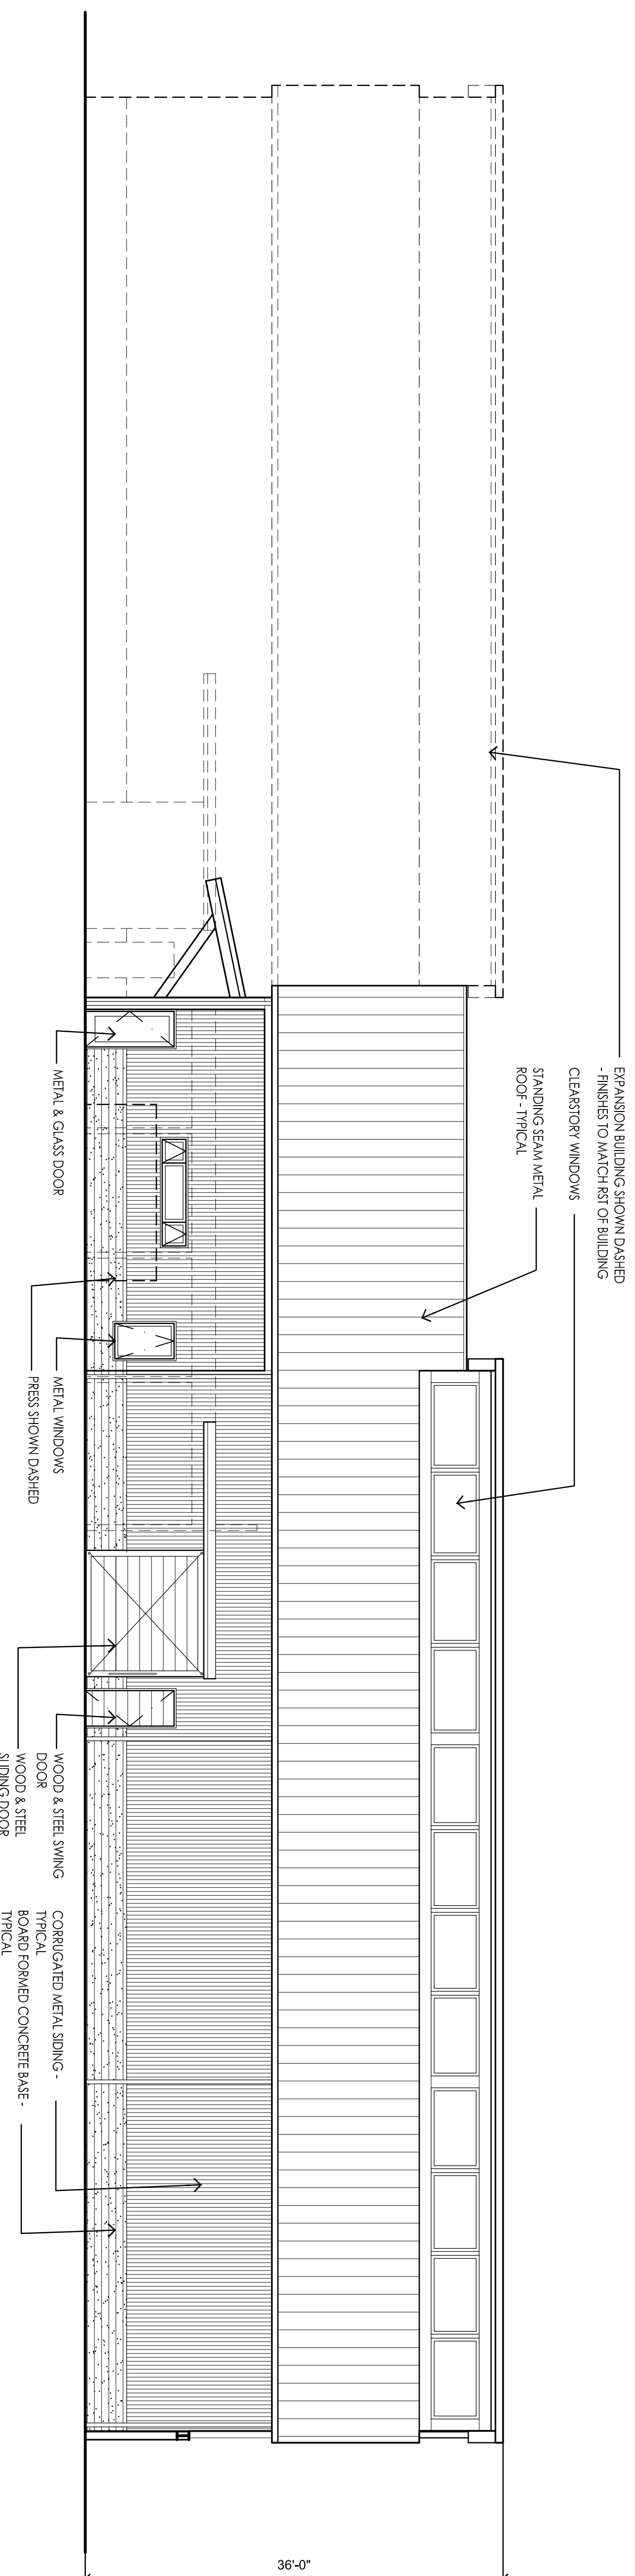 EXPANSION BUILDING SHOWN DASHED
- FINISHES TO MATCH RST OF BUILDING
CLEARSTORY WINDOWS
STANDING SEAM METAL
ROOF - TYPICAL
METAL & GLASS DOOR
METAL WINDOWS
PRESS SHOWN DASHED
WOOD & STEEL SWING
DOOR
WOOD & STEEL
SLIDING DOOR
CORRUGATED METAL SIDING -
TYPICAL
BOARD FORMED CONCRETE BASE -
TYPICAL
36'-0"